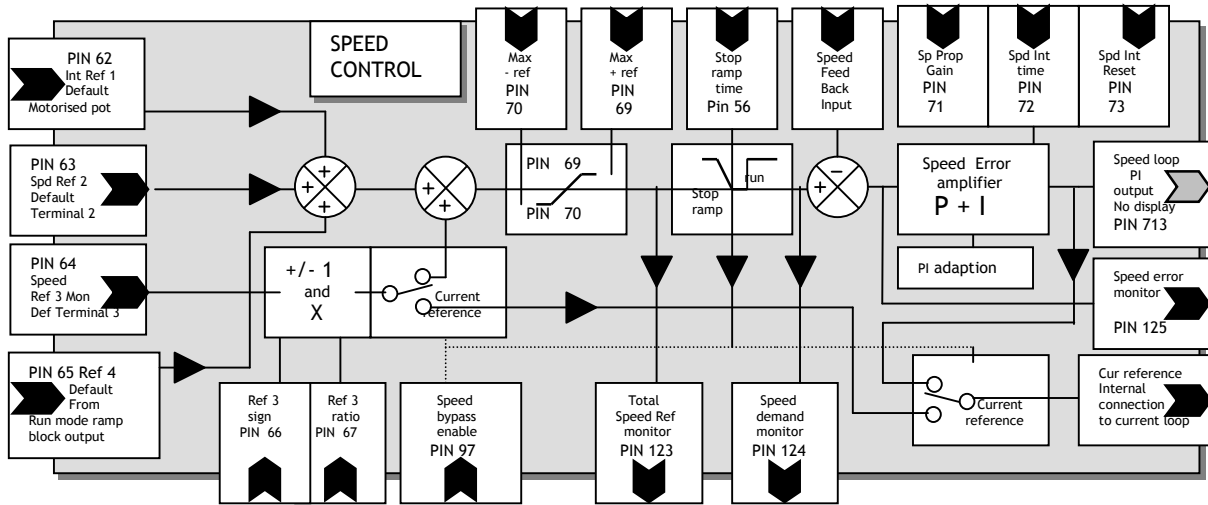 SPEED
CONTROL
Max
- ref
PIN
70
Max
+ ref
PIN
69
Stop
ramp
time
Pin 56
Speed
Feed
Back
Input
Sp Prop
Gain
PIN
71
Spd Int
time
PIN
72
Spd Int
Reset
PIN
73
PIN 62
Int Ref 1
Default
Motorised pot
PIN 63
Spd Ref 2
Default
Terminal 2
PIN 64
Speed
Ref 3 Mon
Def Terminal 3
PIN 65 Ref 4
Default
From
Run mode ramp
block output
+
+ +
+
+
+
PIN 69
PIN 70
run
Stop
ramp
-
+
Speed Error
amplifier
P + I
PI adaption
Speed loop
PI
output
No display
PIN 713
Speed error
monitor
PIN 125
Cur reference
Internal
connection
to current loop
+/- 1
and
X
Current
reference
Current
reference
Ref 3
sign
PIN 66
Ref 3
ratio
PIN 67
Speed
bypass
enable
PIN 97
Total
Speed Ref
monitor
PIN 123
Speed
demand
monitor
PIN 124